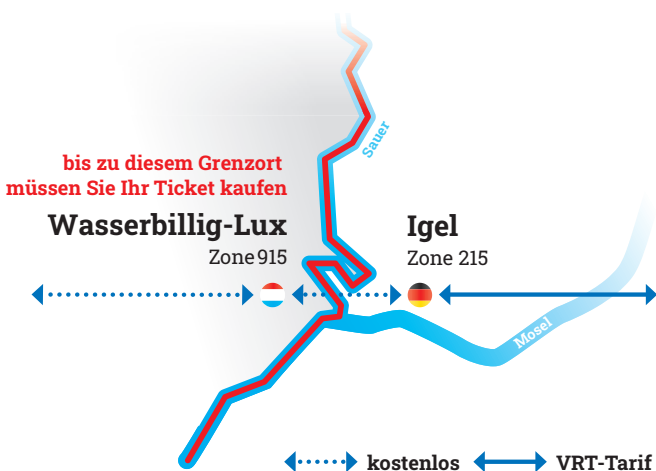 Sauer
bis zu diesem Grenzort
müssen Sie Ihr Ticket kaufen
Wasserbillig-Lux
Zone 915
Igel
Zone 215
Mosel
kostenlos
VRT-Tarif